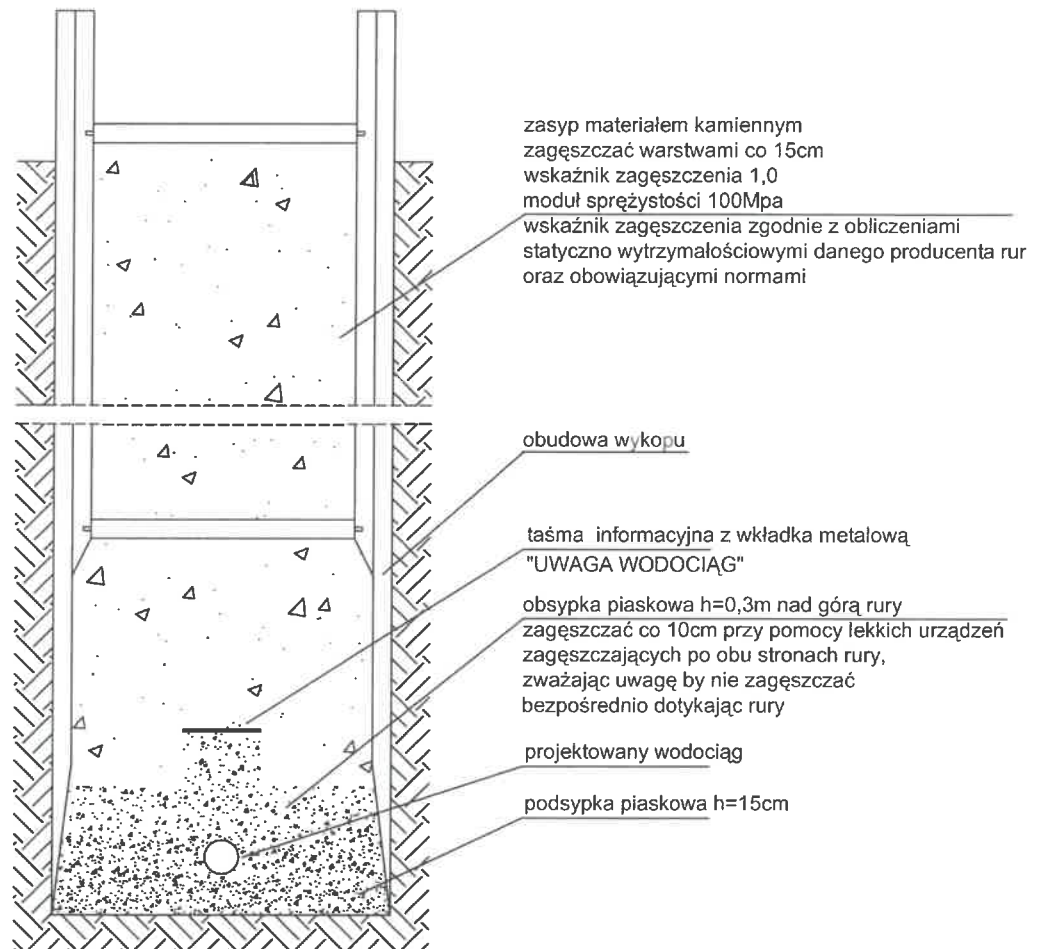 zasyp materiałem kamiennym
zagęszczać warstwami co 15cm
wskaźnik zagęszczenia 1,0
moduł sprężystości 100Mpa
wskaźnik zagęszczenia zgodnie z obliczeniami
statyczno wytrzymałościowymi danego producenta rur
oraz obowiązującymi normami
obudowa wykopu
taśma informacyjna z wkładka metalową
"UWAGA WODOCIĄG"
obsypka piaskowa h=0,3m nad górą rury
zagęszczać co 10cm przy pomocy lekkich urządzeń
zagęszczających po obu stronach rury,
zważając uwagę by nie zagęszczać
bezpośrednio dotykając rury
projektowany wodociąg
podsypka piaskowa h=15cm